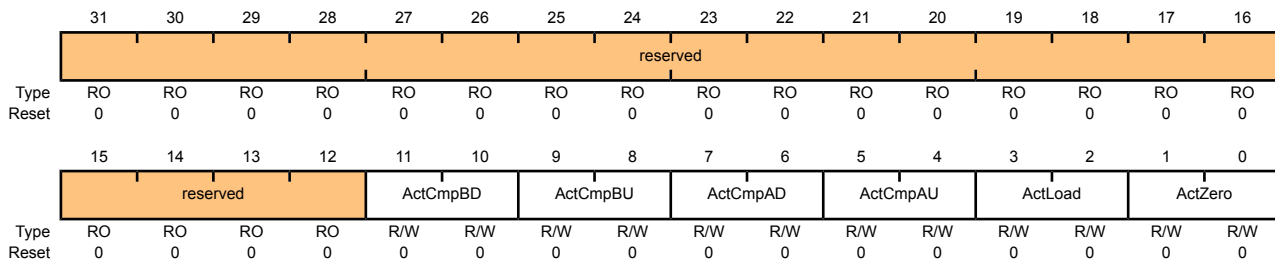 31 30 29 28 27 26 25 24 23 22 21 20 19 18 17 16
reserved
Type RO RO RO RO RO RO RO RO RO RO RO RO RO RO RO RO
Reset 0 0 0 0 0 0 0 0 0 0 0 0 0 0 0 0
15 14 13 12 11 10 9 8 7 6 5 4 3 2 1 0
reserved ActCmpBD ActCmpBU ActCmpAD ActCmpAU ActLoad ActZero
Type RO RO RO RO R/W R/W R/W R/W R/W R/W R/W R/W R/W R/W R/W R/W
Reset 0 0 0 0 0 0 0 0 0 0 0 0 0 0 0 0